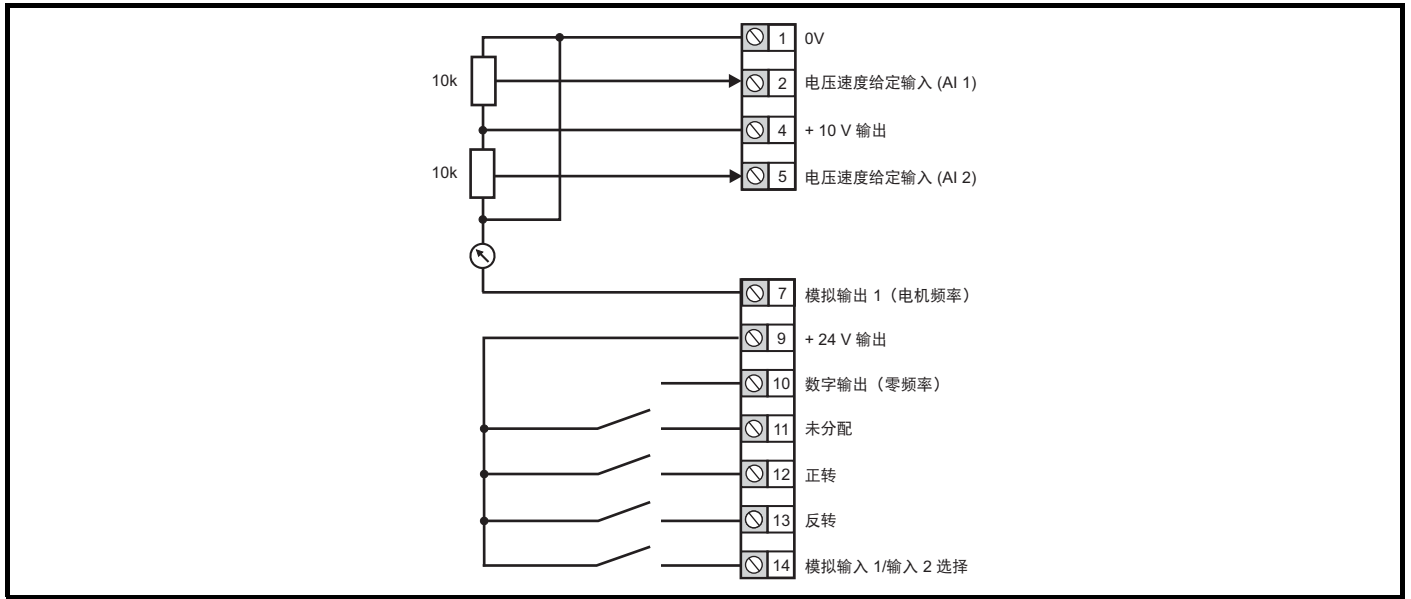 1 0V
10k 2 电压速度给定输入 (AI 1)
4 + 10 V 输出
10k 5 电压速度给定输入 (AI 2)
7 模拟输出 1（电机频率）
9 + 24 V 输出
10 数字输出（零频率）
11 未分配
12 正转
13 反转
14 模拟输入 1/输入 2 选择